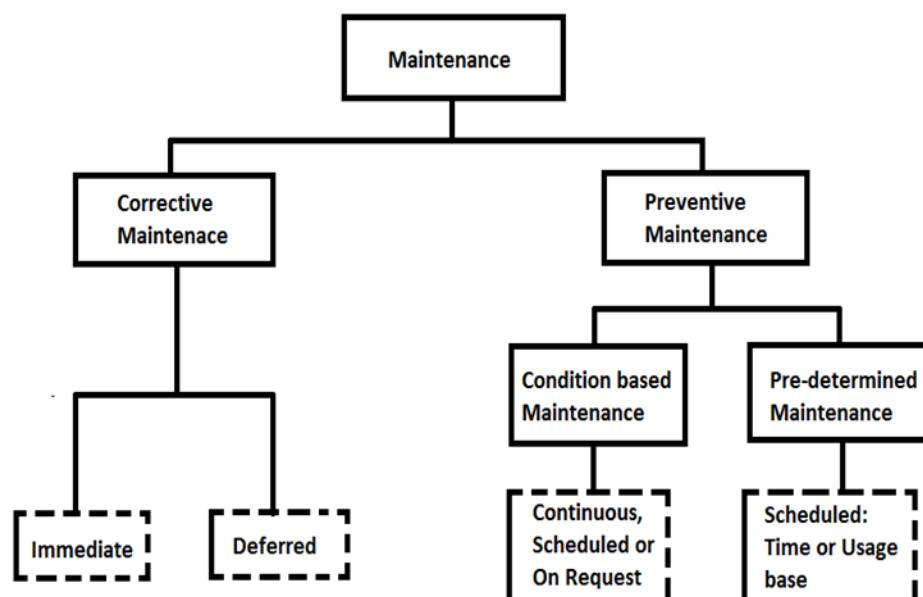 Maintenance
Corrective
Maintenace
Preventive
Maintenance
Condition based
Maintenance
Pre-determined
Maintenance
Immediate
Deferred
Continuous,
Scheduled or
On Request
Scheduled:
Time or Usage
base